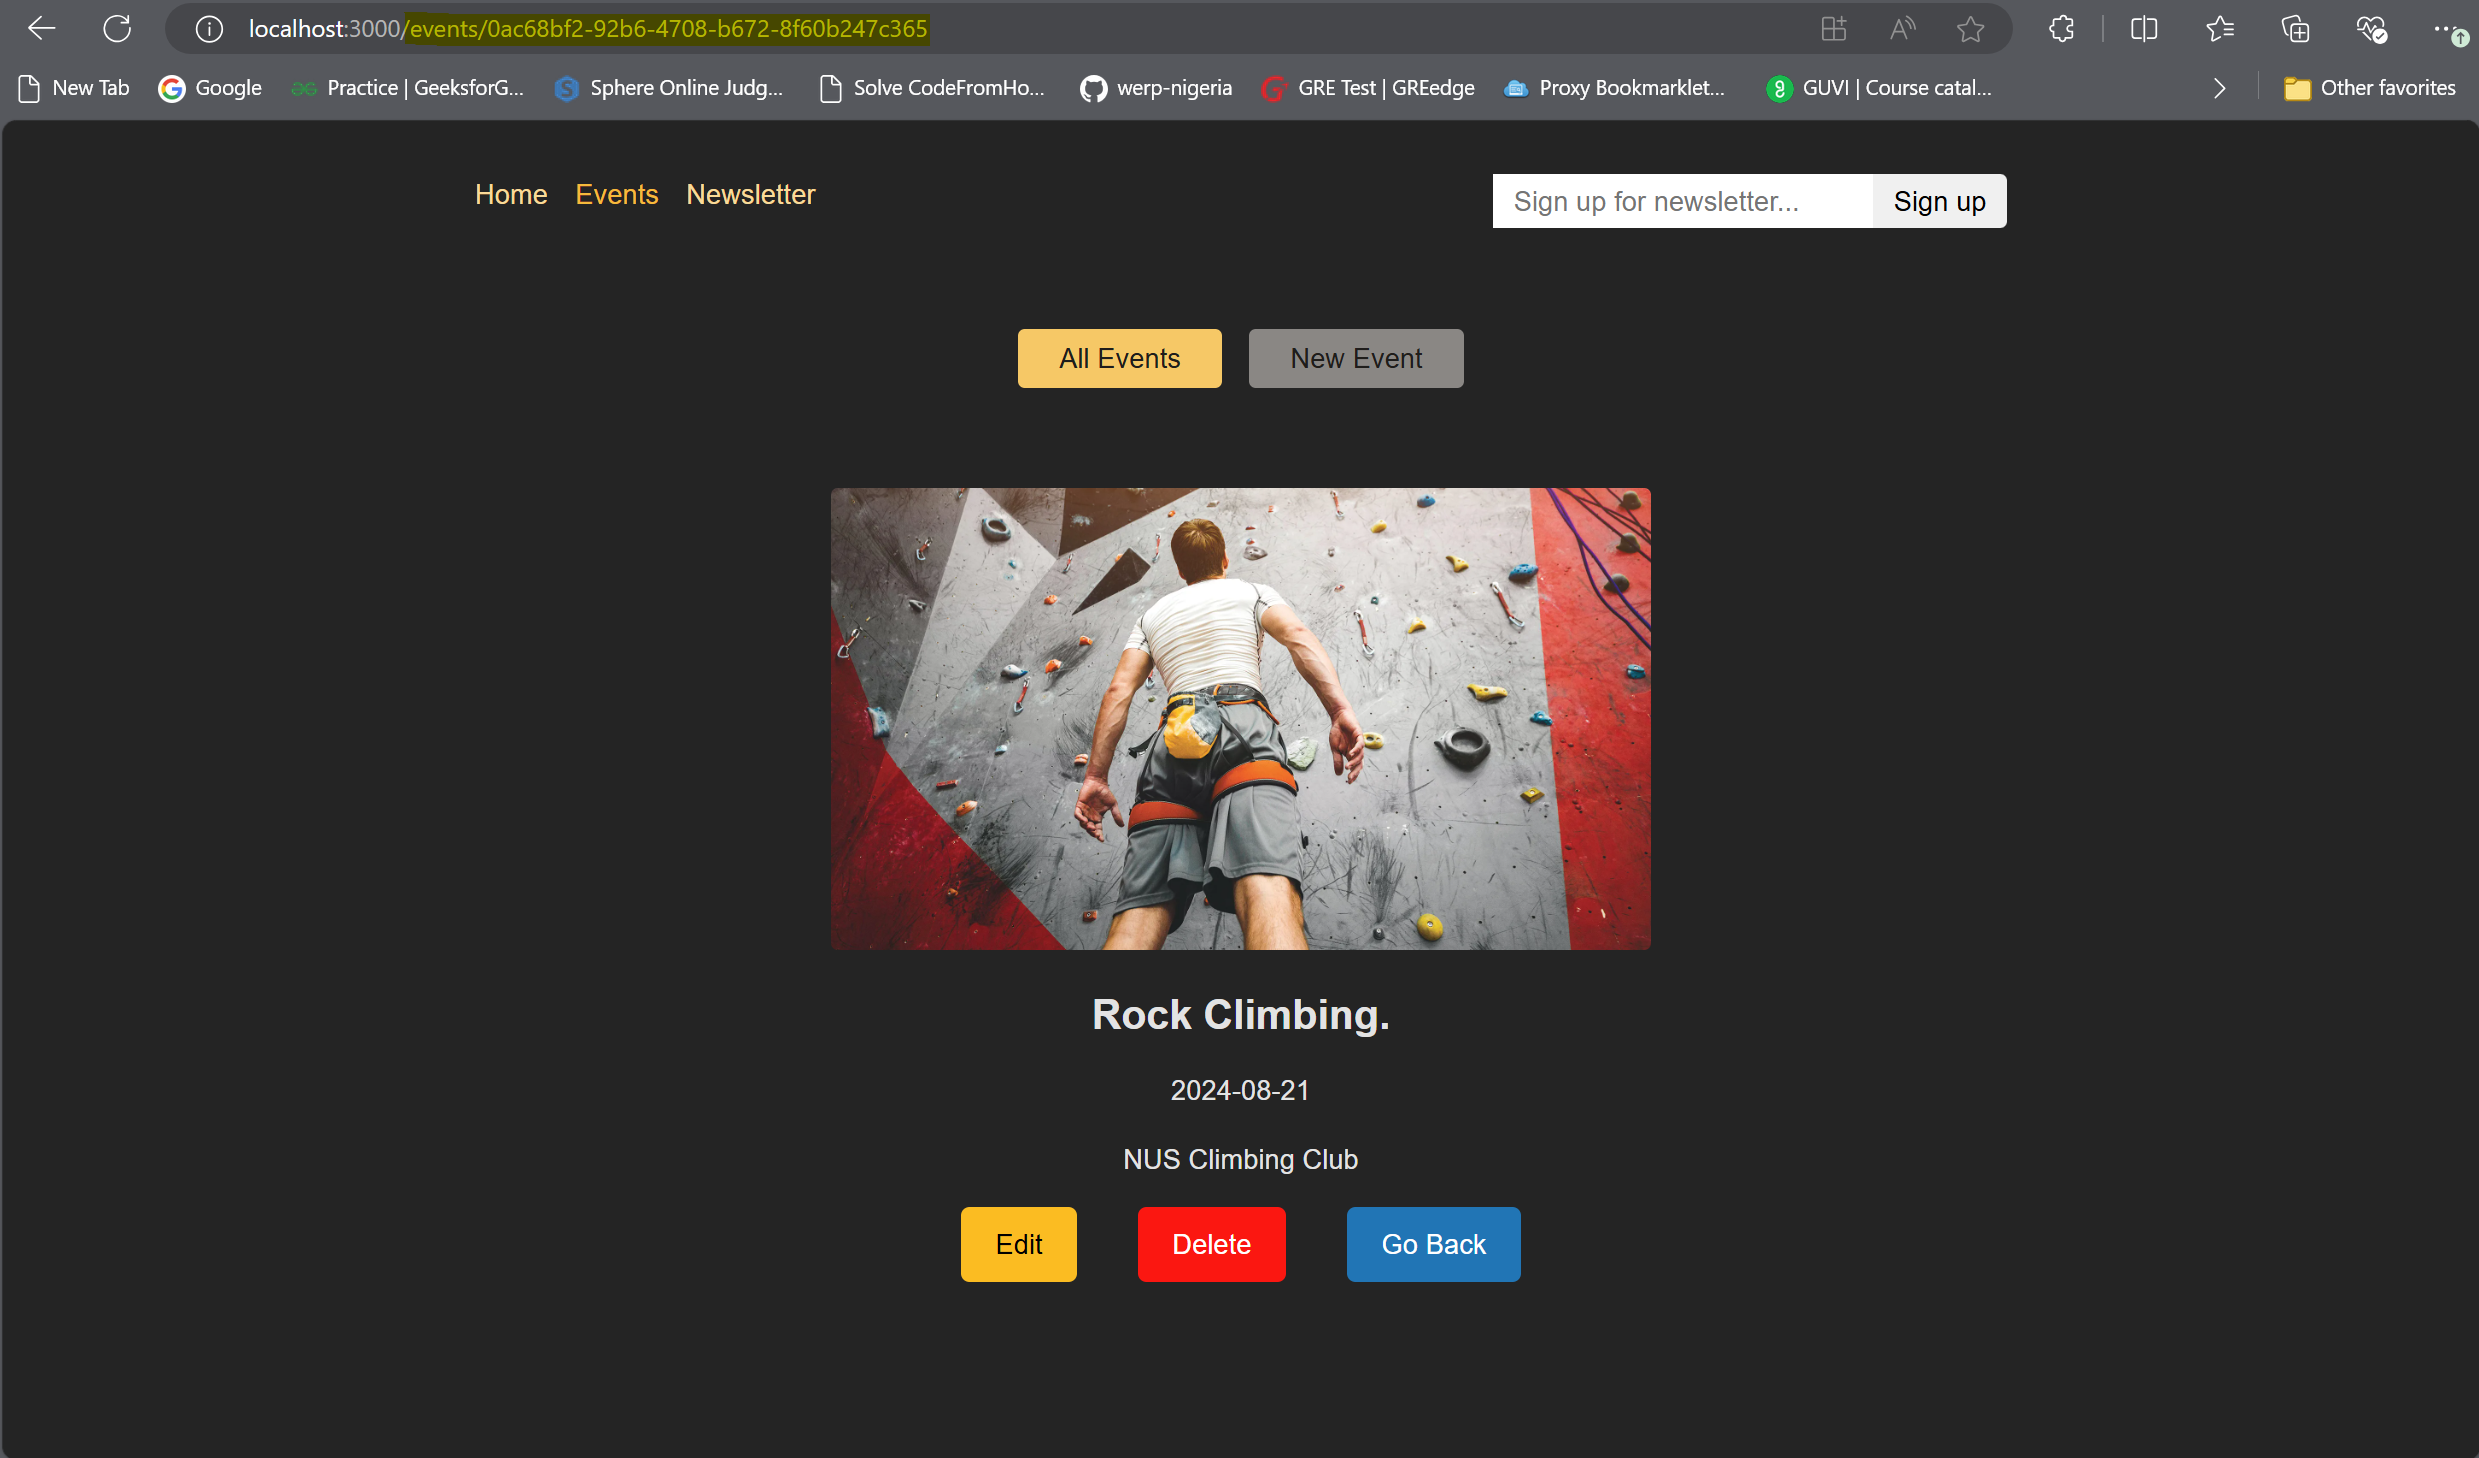 localhost:3000/events/0ac68bf2-92b6-4708-b672-8f60b247c365
New Tab Google Practice | GeeksforG... Sphere Online Judg... Solve CodeFromHo... werp-nigeria GRE Test | GREedge Proxy Bookmarklet... GUVI | Course catal... Other favorites
Home Events Newsletter Sign up for newsletter... Sign up
All Events New Event
Rock Climbing.
2024-08-21
NUS Climbing Club
Edit Delete Go Back